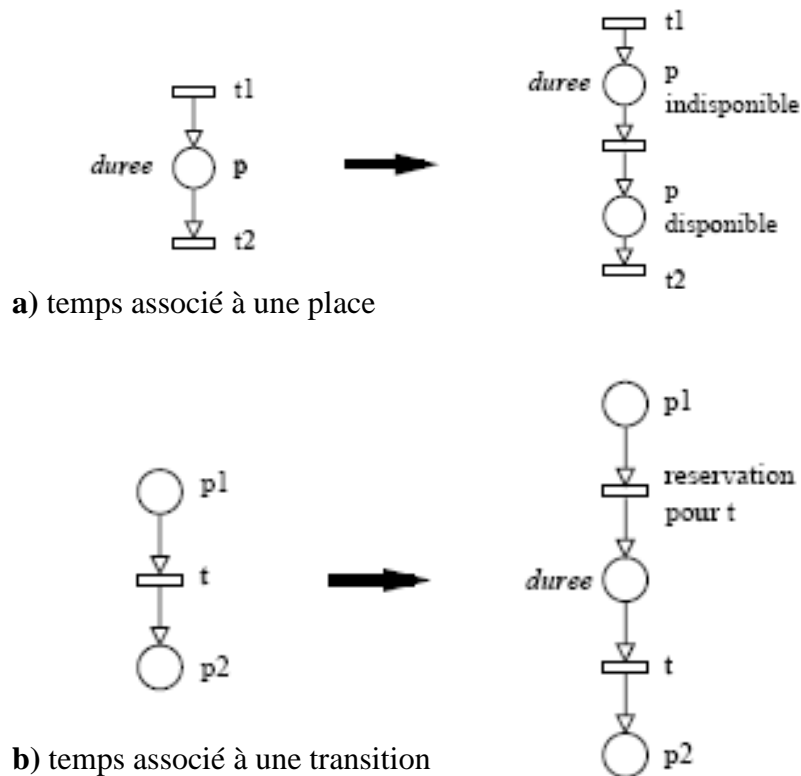 t1
duree
p
t2
t1
duree
p
indisponible
p
disponible
t2
a) temps associé à une place
p1
t
p2
p1
reservation
pour t
duree
t
p2
b) temps associé à une transition